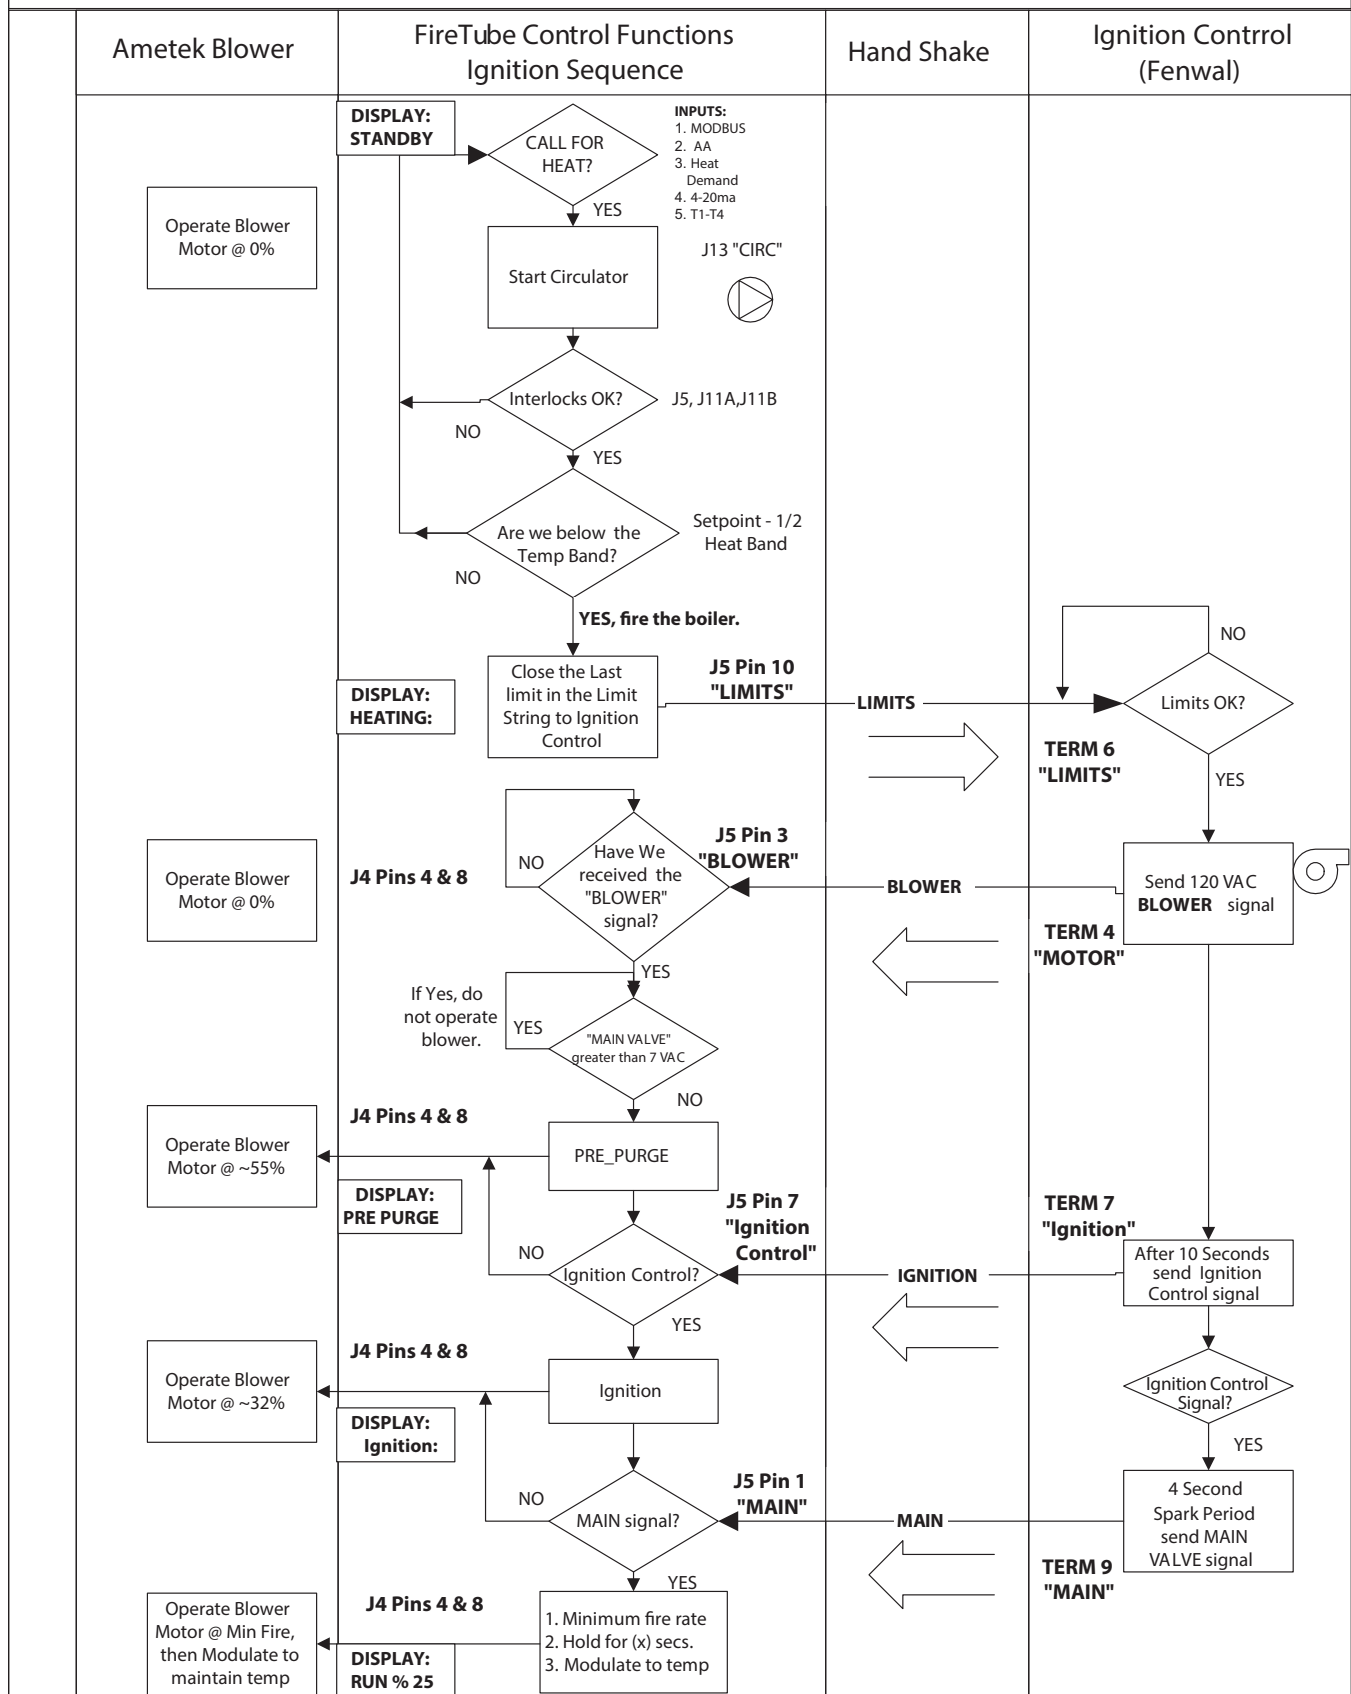 Ametek Blower
FireTube Control Functions
Ignition Sequence
Hand Shake
Ignition Contrrol
(Fenwal)
DISPLAY:
STANDBY
CALL FOR
HEAT?
INPUTS:
1. MODBUS
2. AA
3. Heat
Demand
4. 4-20ma
5. T1-T4
YES
Operate Blower
Motor @ 0%
Start Circulator
J13 "CIRC"
Interlocks OK?
J5, J11A,J11B
NO
YES
Are we below the
Temp Band?
Setpoint - 1/2
Heat Band
NO
YES, fire the boiler.
NO
DISPLAY:
HEATING:
Close the Last
limit in the Limit
String to Ignition
Control
J5 Pin 10
"LIMITS"
LIMITS
Limits OK?
TERM 6
"LIMITS"
YES
Operate Blower
Motor @ 0%
J4 Pins 4 & 8
NO
Have We
received the
"BLOWER"
signal?
J5 Pin 3
"BLOWER"
BLOWER
Send 120 VAC
BLOWER signal
TERM 4
"MOTOR"
YES
If Yes, do
not operate
blower.
YES
"MAIN VALVE"
greater than 7 VAC
NO
J4 Pins 4 & 8
Operate Blower
Motor @ ~55%
PRE_PURGE
DISPLAY:
PRE PURGE
J5 Pin 7
"Ignition
Control"
TERM 7
"Ignition"
NO
Ignition Control?
IGNITION
After 10 Seconds
send Ignition
Control signal
YES
J4 Pins 4 & 8
Operate Blower
Motor @ ~32%
Ignition
Ignition Control
Signal?
DISPLAY:
Ignition:
YES
NO
MAIN signal?
J5 Pin 1
"MAIN"
MAIN
4 Second
Spark Period
send MAIN
VALVE signal
TERM 9
"MAIN"
YES
J4 Pins 4 & 8
Operate Blower
Motor @ Min Fire,
then Modulate to
maintain temp
1. Minimum fire rate
2. Hold for (x) secs.
3. Modulate to temp
DISPLAY:
RUN % 25